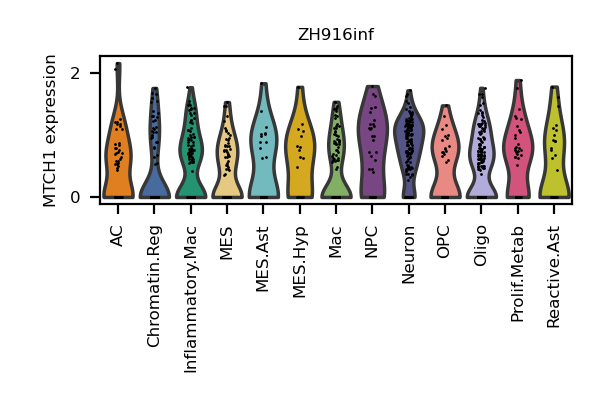 ZH916inf
MTCH1 expression
2
0
AC
Chromatin.Reg
Inflammatory.Mac
MES
MES.Ast
MES.Hyp
Mac
NPC
Neuron
OPC
Oligo
Prolif.Metab
Reactive.Ast